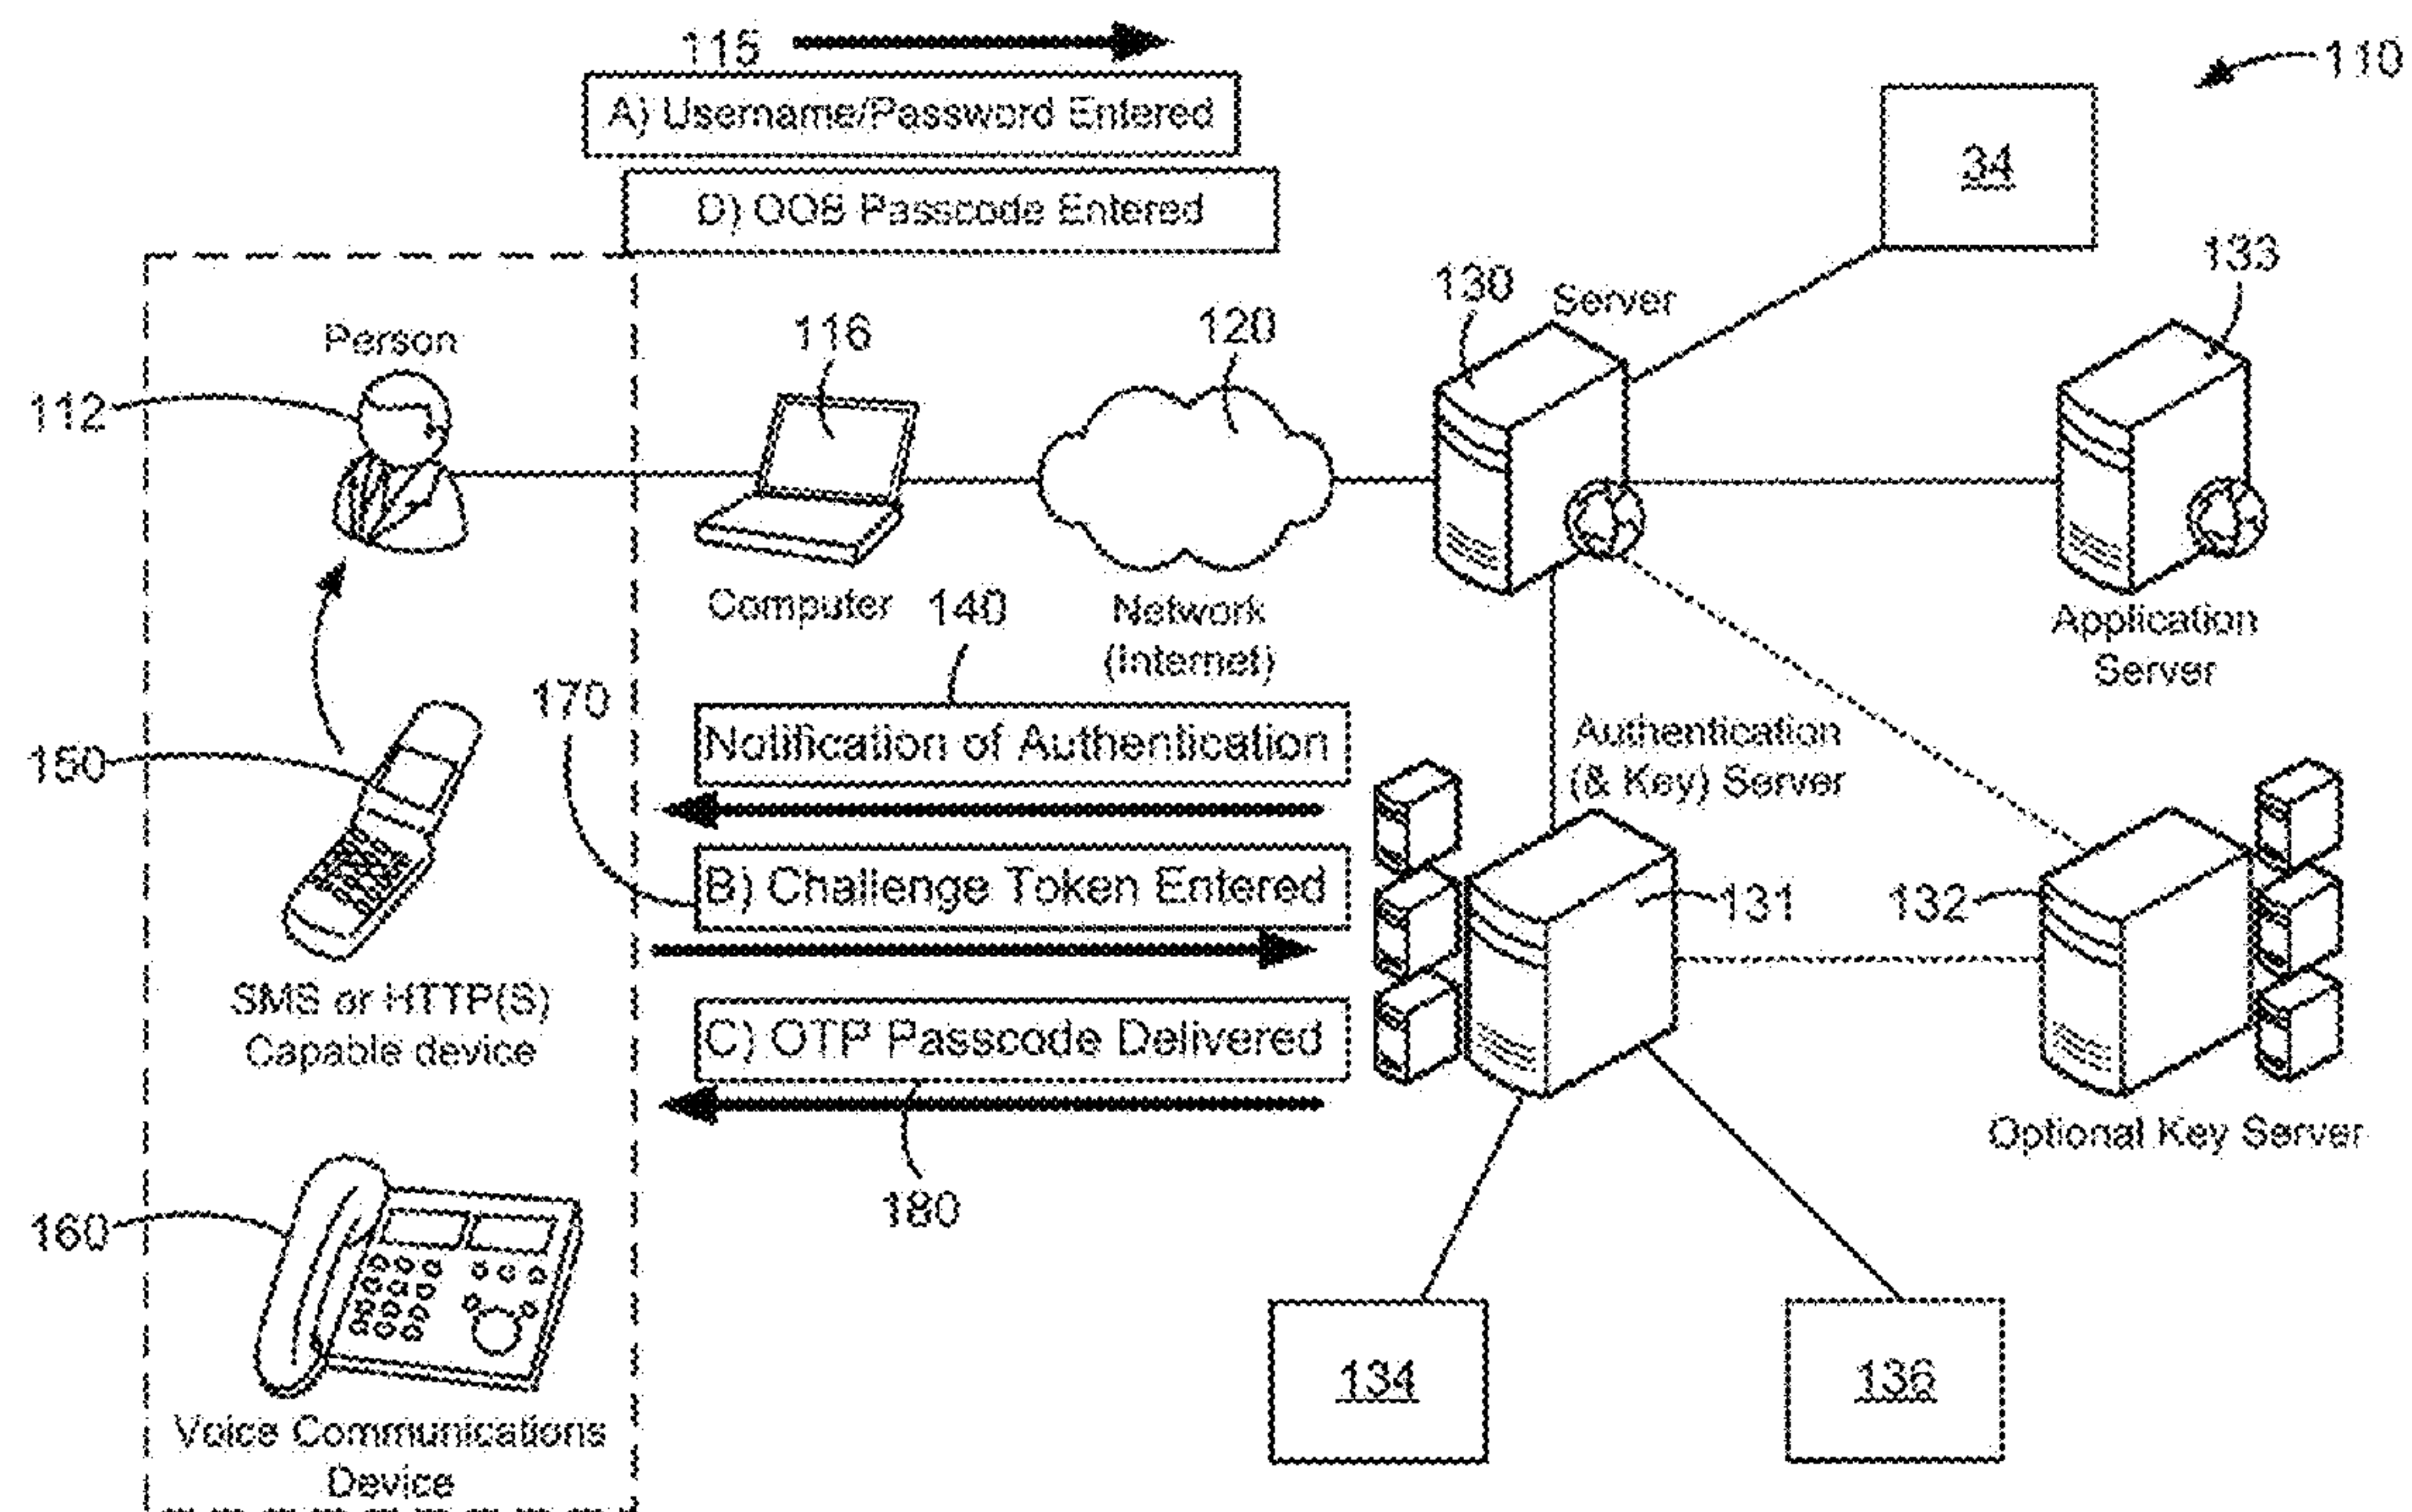 115
110
A) Username/Password Entered
34
D) OOB Passcode Entered
133
130
Server
Person
116
120
112
Computer
140
Network
(Internet)
Application
Server
170
Notification of Authentication
Authentication
(& Key) Server
150
B) Challenge Token Entered
131
132
SMS or HTTP(S)
Capable device
C) OTP Passcode Delivered
Optional Key Server
180
160
134
136
Voice Communications
Device